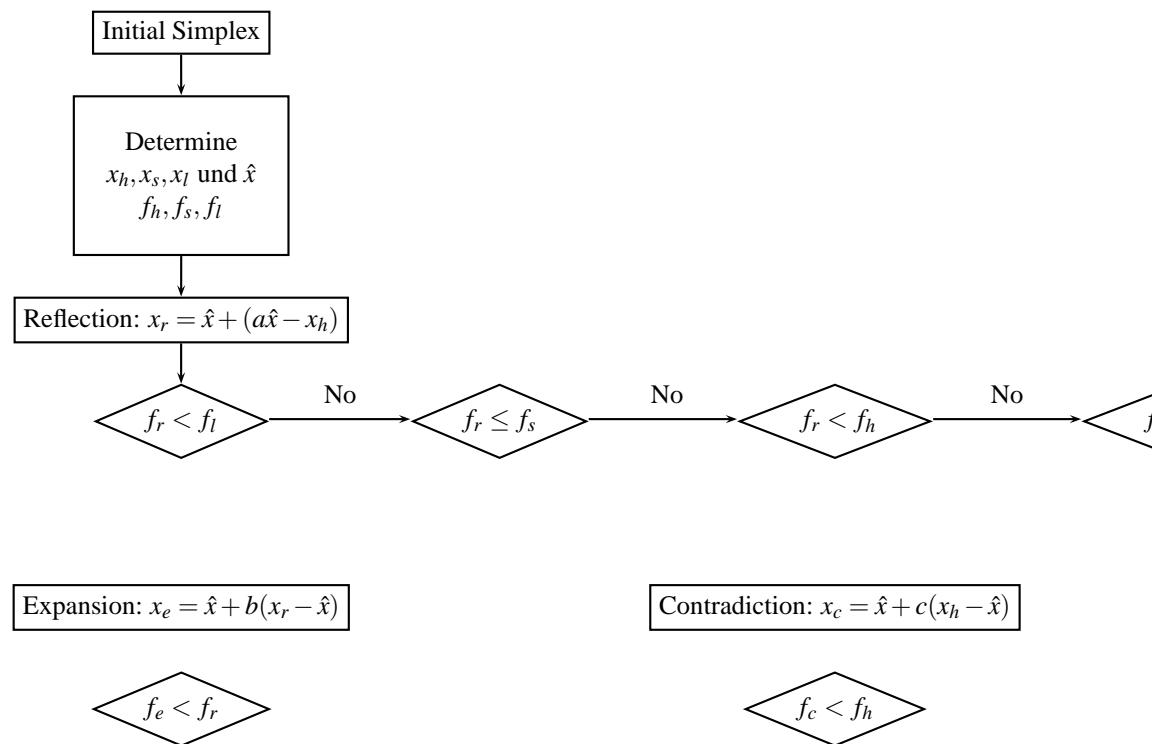 Initial Simplex
Determine
x_h, x_s, x_l und x̂
f_h, f_s, f_l
Reflection: x_r = x̂ + (ax̂ − x_h)
No
No
No
f_r < f_l
f_r ≤ f_s
f_r < f_h
f
Expansion: x_e = x̂ + b(x_r − x̂)
Contradiction: x_c = x̂ + c(x_h − x̂)
f_e < f_r
f_c < f_h